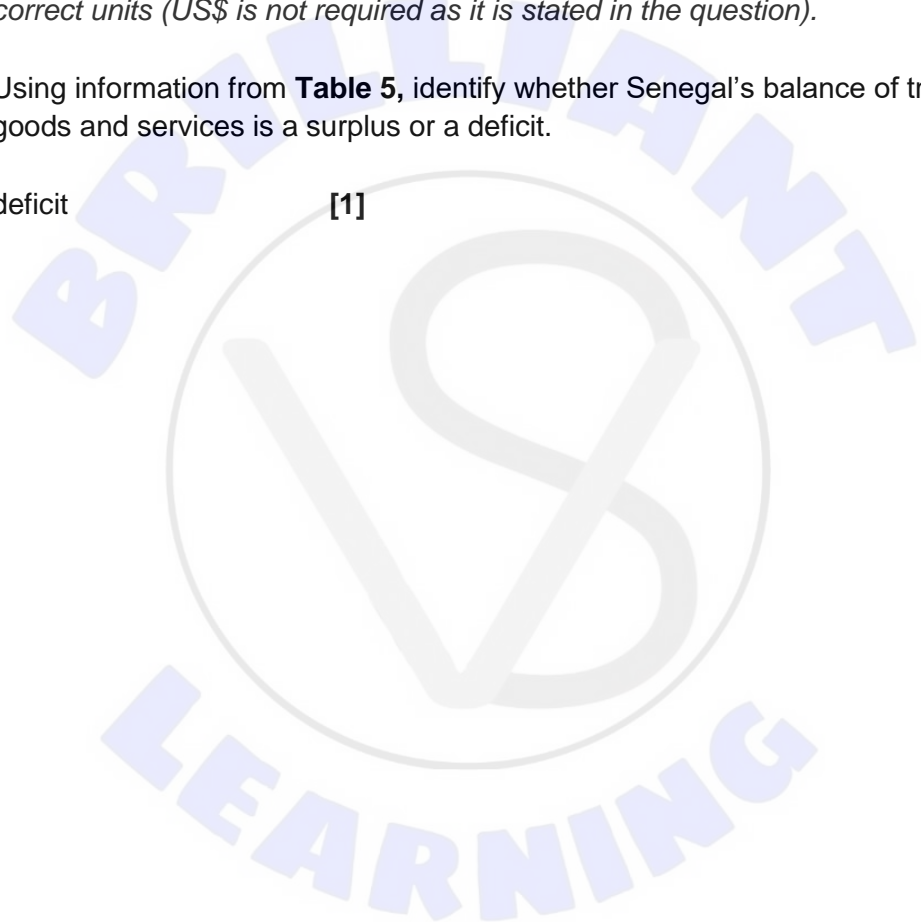 correct units (US$ is not required as it is stated in the question).
Using information from Table 5, identify whether Senegal's balance of
goods and services is a surplus or a deficit.
deficit [1]
BRILLIANT
VS
LEARNING